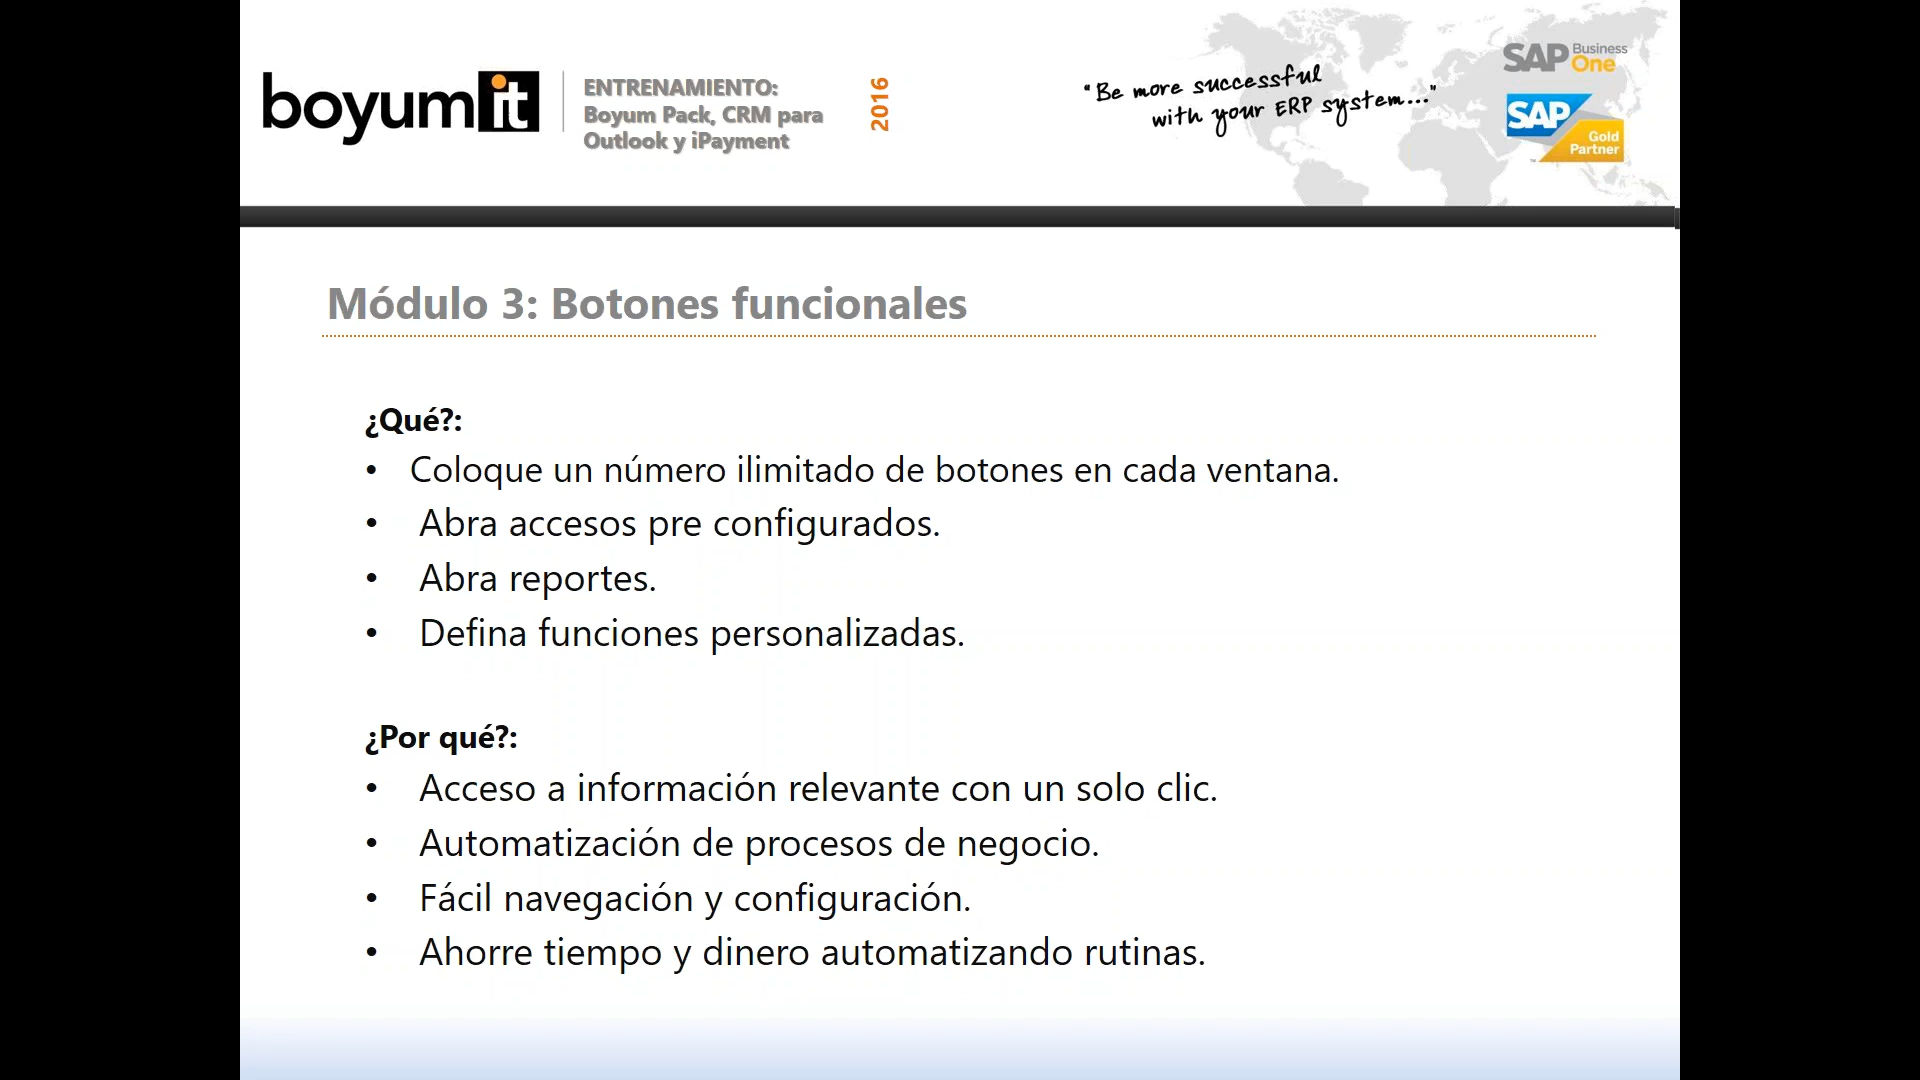 boyumit
ENTRENAMIENTO:
Boyum Pack, CRM para
Outlook y iPayment
2016
"Be more successful
with your ERP system..."
SAP Business One
SAP
Gold
Partner
™
Módulo 3: Botones funcionales
¿Qué?:
• Coloque un número ilimitado de botones en cada ventana.
• Abra accesos pre configurados.
• Abra reportes.
• Defina funciones personalizadas.
¿Por qué?:
• Acceso a información relevante con un solo clic.
• Automatización de procesos de negocio.
• Fácil navegación y configuración.
• Ahorre tiempo y dinero automatizando rutinas.